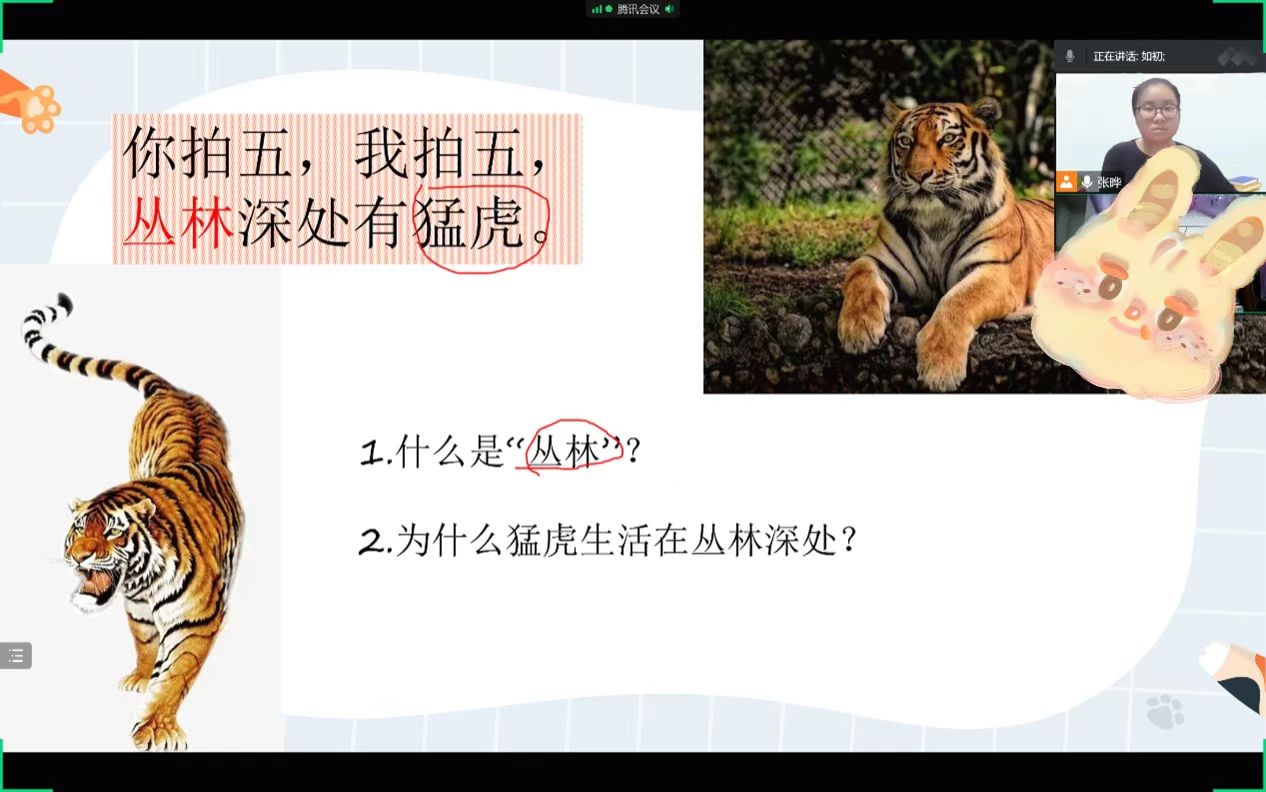 腾讯会议
正在讲话: 如初;
张晔
你拍五，我拍五，
丛林深处有猛虎。
1.什么是“丛林”？
2.为什么猛虎生活在丛林深处？